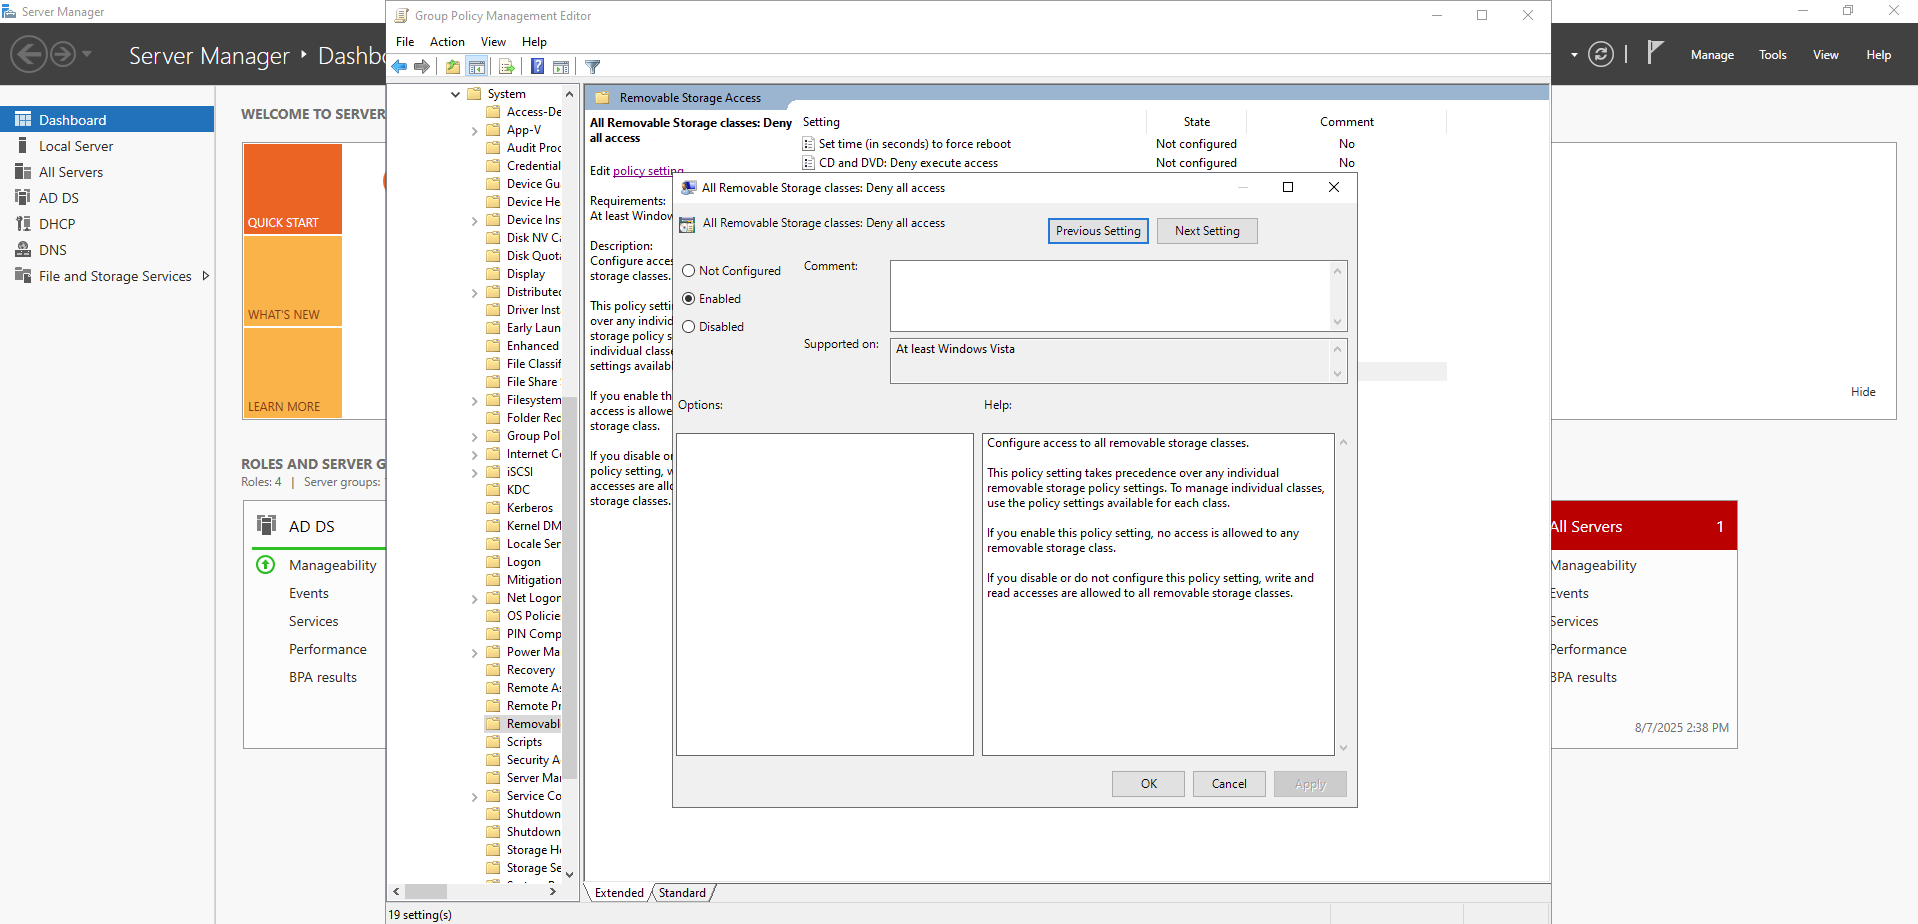 Server Manager
Server Manager
Dashbo
Manage
Tools
View
Help
Dashboard
Local Server
All Servers
AD DS
DHCP
DNS
File and Storage Services
WELCOME TO SERVER
QUICK START
WHAT'S NEW
LEARN MORE
Hide
ROLES AND SERVER G
Roles: 4 | Server groups:
AD DS
Manageability
Events
Services
Performance
BPA results
All Servers 1
Manageability
Events
Services
Performance
BPA results
8/7/2025 2:38 PM
Group Policy Management Editor
File Action View Help
System
Access-De
App-V
Audit Proc
Credential
Device Gu
Device Hea
Device Inst
Disk NV Ca
Disk Quota
Display
Distributed
Driver Inst
Early Laun
Enhanced
File Classif
File Share
Filesystem
Folder Red
Group Poli
Internet Co
iSCSI
KDC
Kerberos
Kernel DM
Locale Ser
Logon
Mitigation
Net Logon
OS Policie
PIN Comp
Power Ma
Recovery
Remote As
Remote Pr
Removabl
Scripts
Security A
Server Mar
Service Co
Shutdown
Shutdown
Storage He
Storage Se
Removable Storage Access
All Removable Storage classes: Deny
all access
Edit policy setting
Requirements:
At least Window
Description:
Configure acces
storage classes.
This policy setti
over any individ
storage policy s
individual classe
settings availab
If you enable th
access is allowe
storage class.
If you disable or
policy setting, w
accesses are allo
storage classes.
Setting State Comment
Set time (in seconds) to force reboot Not configured No
CD and DVD: Deny execute access Not configured No
Extended Standard
19 setting(s)
All Removable Storage classes: Deny all access
All Removable Storage classes: Deny all access
Previous Setting
Next Setting
Not Configured
Enabled
Disabled
Comment:
Supported on:
At least Windows Vista
Options:
Help:
Configure access to all removable storage classes.
This policy setting takes precedence over any individual
removable storage policy settings. To manage individual classes,
use the policy settings available for each class.
If you enable this policy setting, no access is allowed to any
removable storage class.
If you disable or do not configure this policy setting, write and
read accesses are allowed to all removable storage classes.
OK
Cancel
Apply